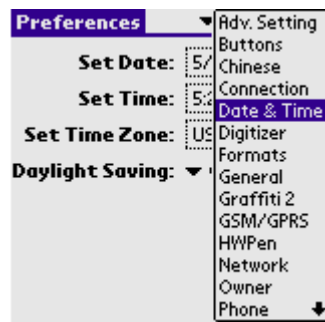 Preferences
Set Date: 5/
Set Time: 5:2
Set Time Zone: US
Daylight Saving:
Adv. Setting
Buttons
Chinese
Connection
Date & Time
Digitizer
Formats
General
Graffiti 2
GSM/GPRS
HWPen
Network
Owner
Phone